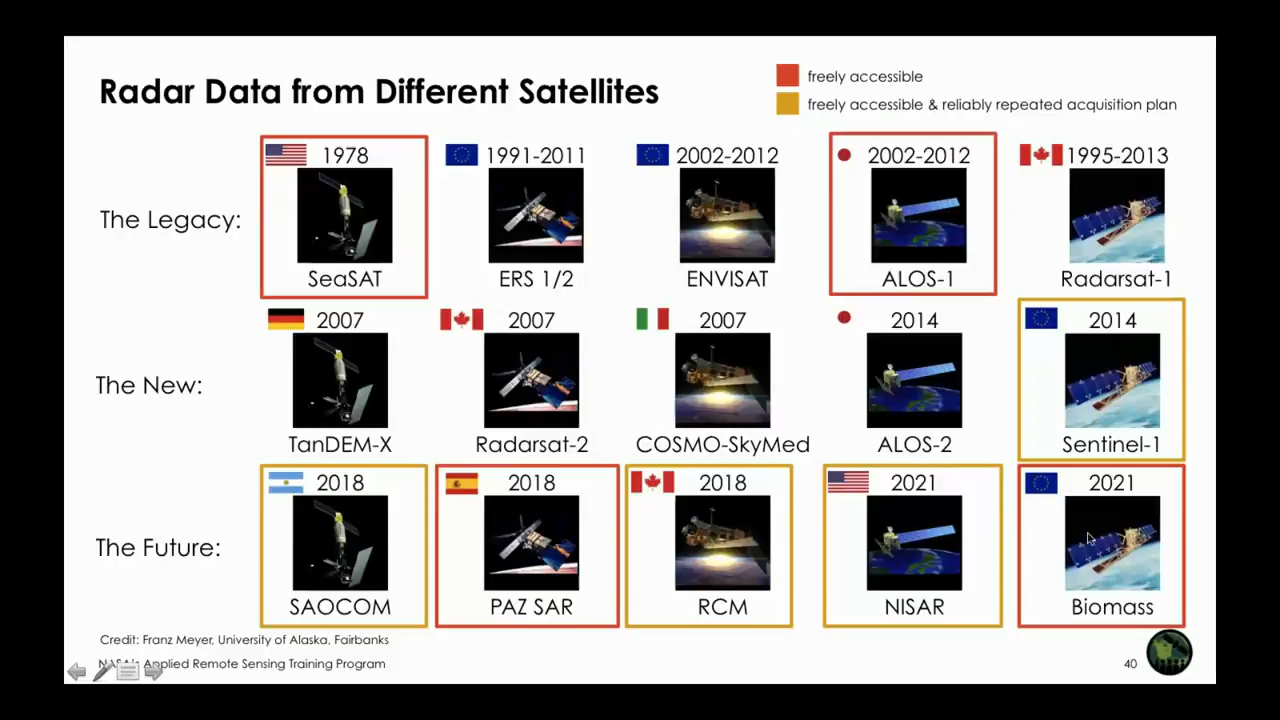 Radar Data from Different Satellites
freely accessible
freely accessible & reliably repeated acquisition plan
The Legacy:
1978
1991-2011
2002-2012
2002-2012
1995-2013
SeaSAT
ERS 1/2
ENVISAT
ALOS-1
Radarsat-1
The New:
2007
2007
2007
2014
2014
TanDEM-X
Radarsat-2
COSMO-SkyMed
ALOS-2
Sentinel-1
The Future:
2018
2018
2018
2021
2021
SAOCOM
PAZ SAR
RCM
NISAR
Biomass
Credit: Franz Meyer, University of Alaska, Fairbanks
Applied Remote Sensing Training Program
40